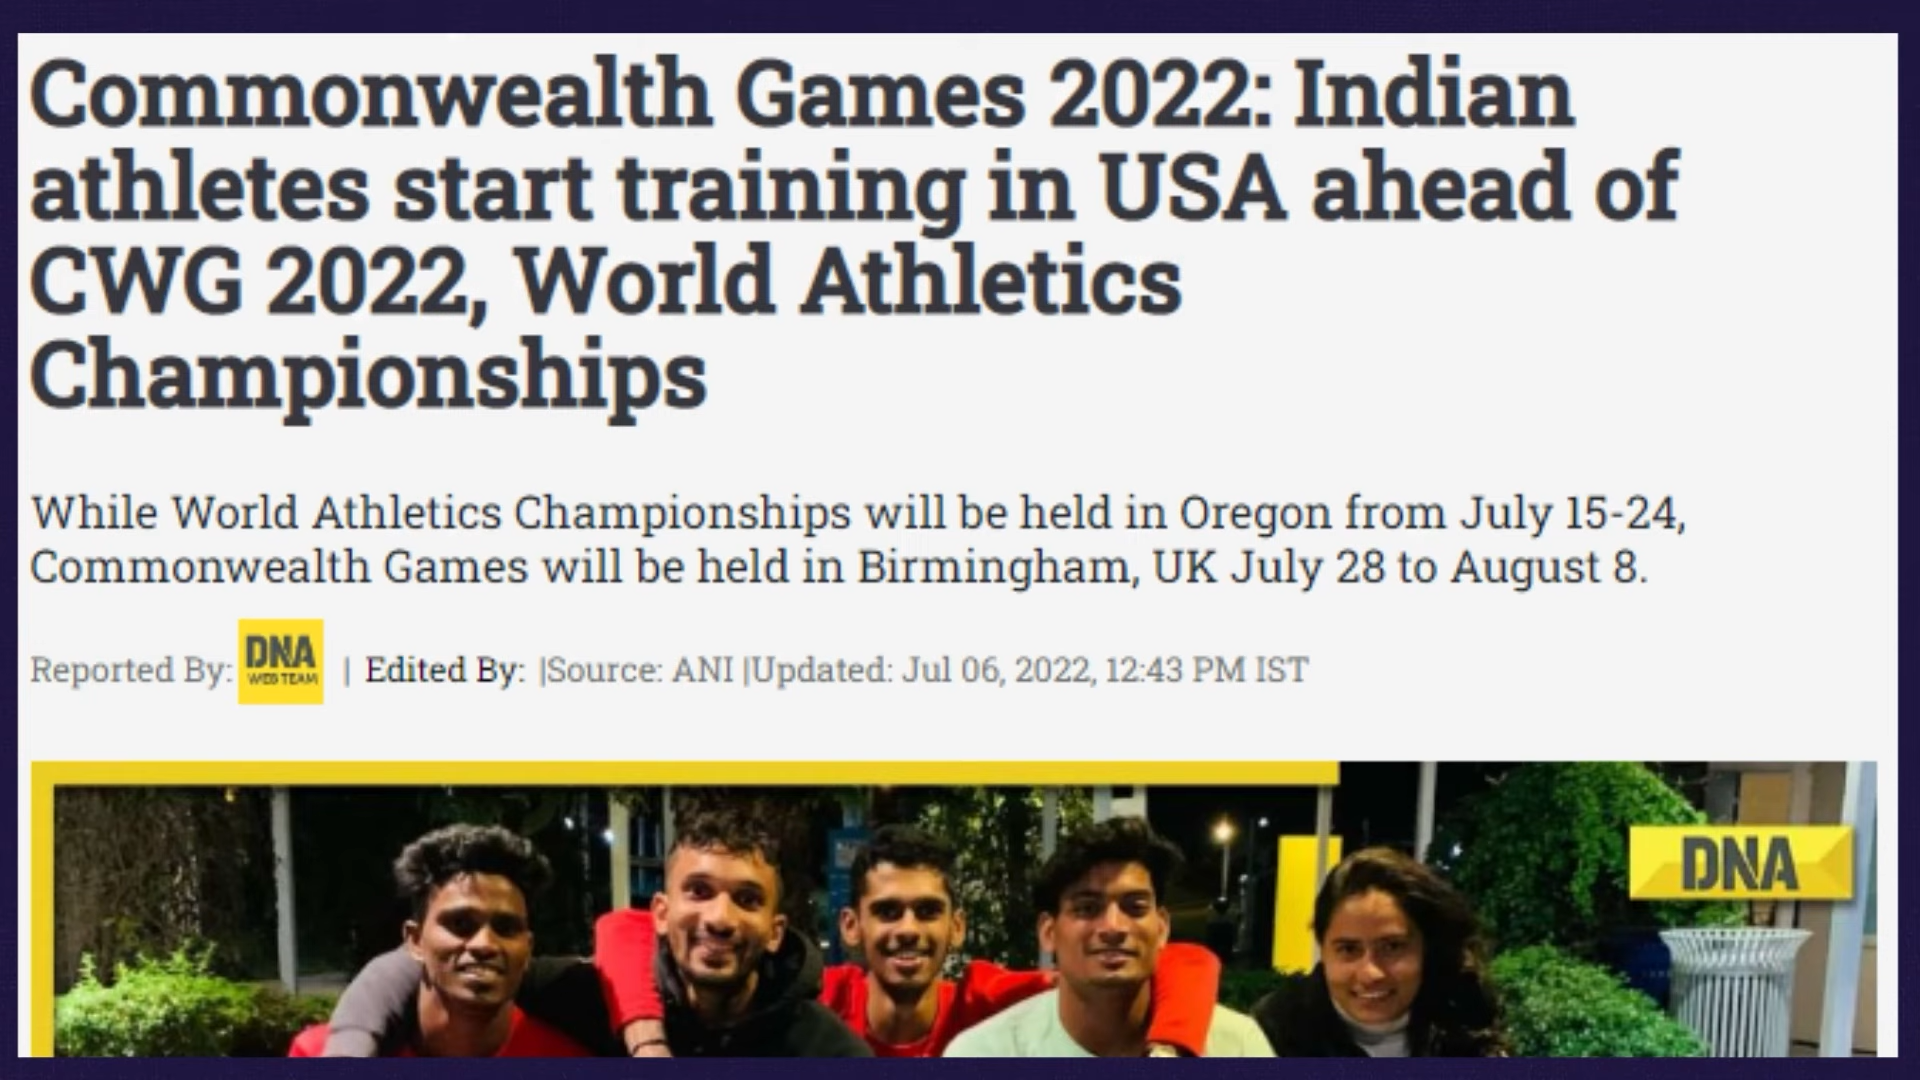 Commonwealth Games 2022: Indian
athletes start training in USA ahead of
CWG 2022, World Athletics
Championships
While World Athletics Championships will be held in Oregon from July 15-24,
Commonwealth Games will be held in Birmingham, UK July 28 to August 8.
Reported By: DNA WEB TEAM | Edited By: |Source: ANI |Updated: Jul 06, 2022, 12:43 PM IST
DNA